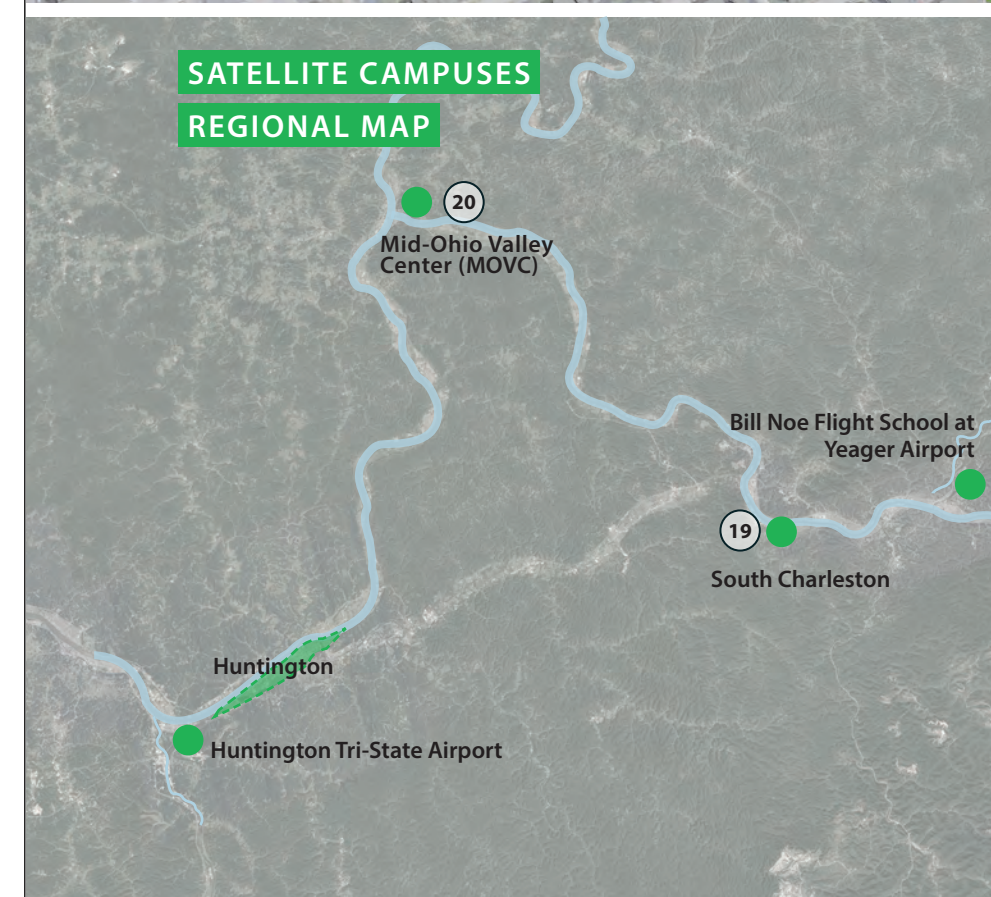 SATELLITE CAMPUSES
REGIONAL MAP
20
Mid-Ohio Valley
Center (MOVC)
Bill Noe Flight School at
Yeager Airport
19
South Charleston
Huntington
Huntington Tri-State Airport